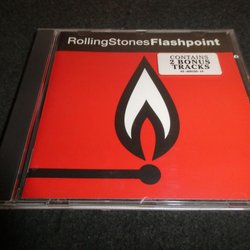 RollingStonesFlashpoint
CONTAINS
2 BONUS
TRACKS